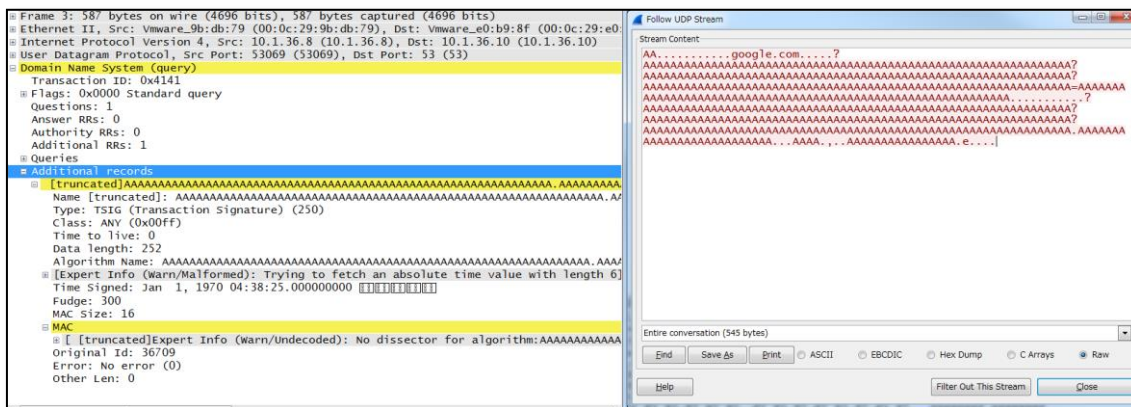 Frame 3: 587 bytes on wire (4696 bits), 587 bytes captured (4696 bits)
Ethernet II, Src: Vmware_9b:db:79 (00:0c:29:9b:db:79), Dst: Vmware_e0:b9:8f (00:0c:29:e0:
Internet Protocol Version 4, Src: 10.1.36.8 (10.1.36.8), Dst: 10.1.36.10 (10.1.36.10)
User Datagram Protocol, Src Port: 53069 (53069), Dst Port: 53 (53)
Domain Name System (query)
Transaction ID: 0x4141
Flags: 0x0000 Standard query
Questions: 1
Answer RRs: 0
Authority RRs: 0
Additional RRs: 1
Queries
Additional records
[truncated]AAAAAAAAAAAAAAAAAAAAAAAAAAAAAAAAAAAAAAAAAAAAAAAAAAAAAAAAAAAAAAA.AAAAAAAAA
Name [truncated]: AAAAAAAAAAAAAAAAAAAAAAAAAAAAAAAAAAAAAAAAAAAAAAAAAAAAAAAAAAAAAAA.AA
Type: TSIG (Transaction Signature) (250)
Class: ANY (0x00ff)
Time to live: 0
Data length: 252
Algorithm Name: AAAAAAAAAAAAAAAAAAAAAAAAAAAAAAAAAAAAAAAAAAAAAAAAAAAAAAAAAAAAAAA.AAAA
[Expert Info (Warn/Malformed): Trying to fetch an absolute time value with length 6]
Time Signed: Jan 1, 1970 04:38:25.000000000
Fudge: 300
MAC Size: 16
MAC
[ [truncated]Expert Info (Warn/Undecoded): No dissector for algorithm:AAAAAAAAAAAA
Original Id: 36709
Error: No error (0)
Other Len: 0
Follow UDP Stream
Stream Content
AA............google.com.....?
AAAAAAAAAAAAAAAAAAAAAAAAAAAAAAAAAAAAAAAAAAAAAAAAAAAAAAAAAAAAAAA?
AAAAAAAAAAAAAAAAAAAAAAAAAAAAAAAAAAAAAAAAAAAAAAAAAAAAAAAAAAAAAAA?
AAAAAAAAAAAAAAAAAAAAAAAAAAAAAAAAAAAAAAAAAAAAAAAAAAAAAAAAAAAAAAA=AAAAAAA
AAAAAAAAAAAAAAAAAAAAAAAAAAAAAAAAAAAAAAAAAAAAAAAAAAAAAA...........?
AAAAAAAAAAAAAAAAAAAAAAAAAAAAAAAAAAAAAAAAAAAAAAAAAAAAAAAAAAAAAAA?
AAAAAAAAAAAAAAAAAAAAAAAAAAAAAAAAAAAAAAAAAAAAAAAAAAAAAAAAAAAAAAA?
AAAAAAAAAAAAAAAAAAAAAAAAAAAAAAAAAAAAAAAAAAAAAAAAAAAAAAAAAAAAAAA.AAAAAAA
AAAAAAAAAAAAAAAAAAA...AAAA.,..AAAAAAAAAAAAAAAA.e....
Entire conversation (545 bytes)
Find Save As Print ASCII EBCDIC Hex Dump C Arrays Raw
Help Filter Out This Stream Close